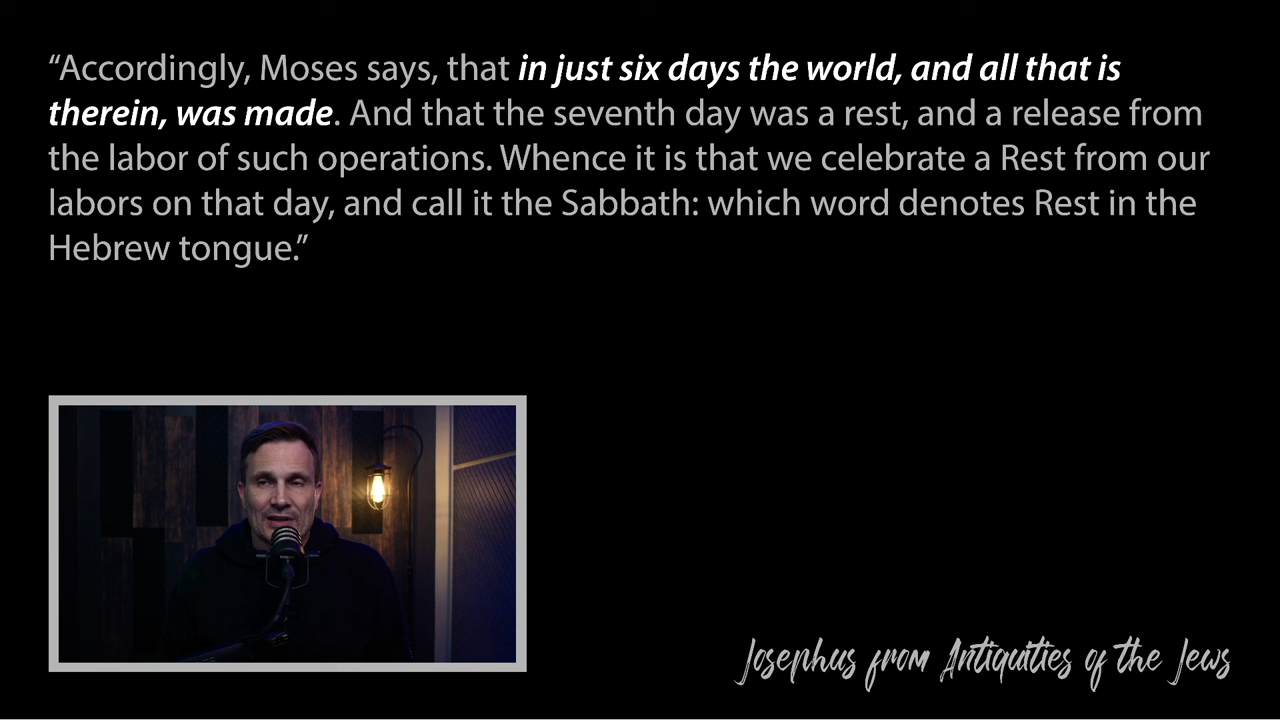 “Accordingly, Moses says, that in just six days the world, and all that is
therein, was made. And that the seventh day was a rest, and a release from
the labor of such operations. Whence it is that we celebrate a Rest from our
labors on that day, and call it the Sabbath: which word denotes Rest in the
Hebrew tongue.”
Josephus from Antiquities of the Jews